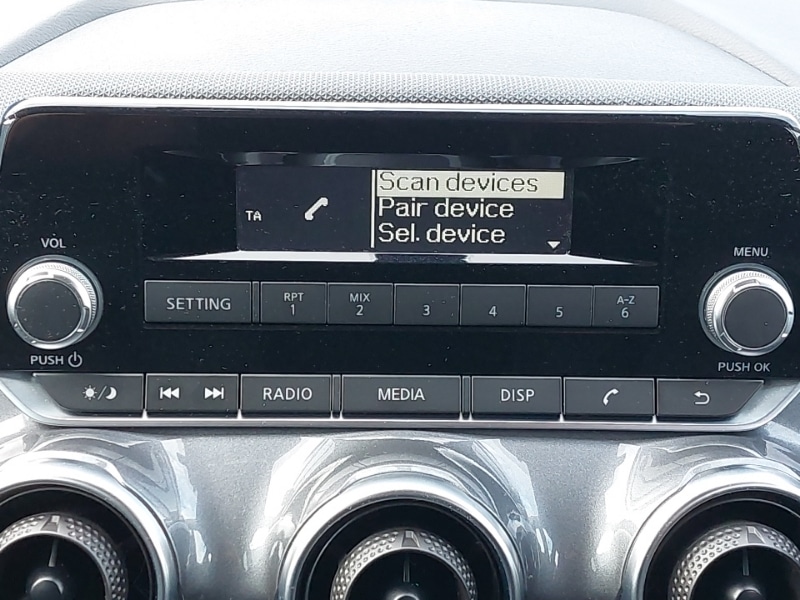 Scan devices
Pair device
TA
Sel. device
VOL
MENU
SETTING
RPT
1
MIX
2
3
4
5
A-Z
6
PUSH
PUSH OK
RADIO
MEDIA
DISP